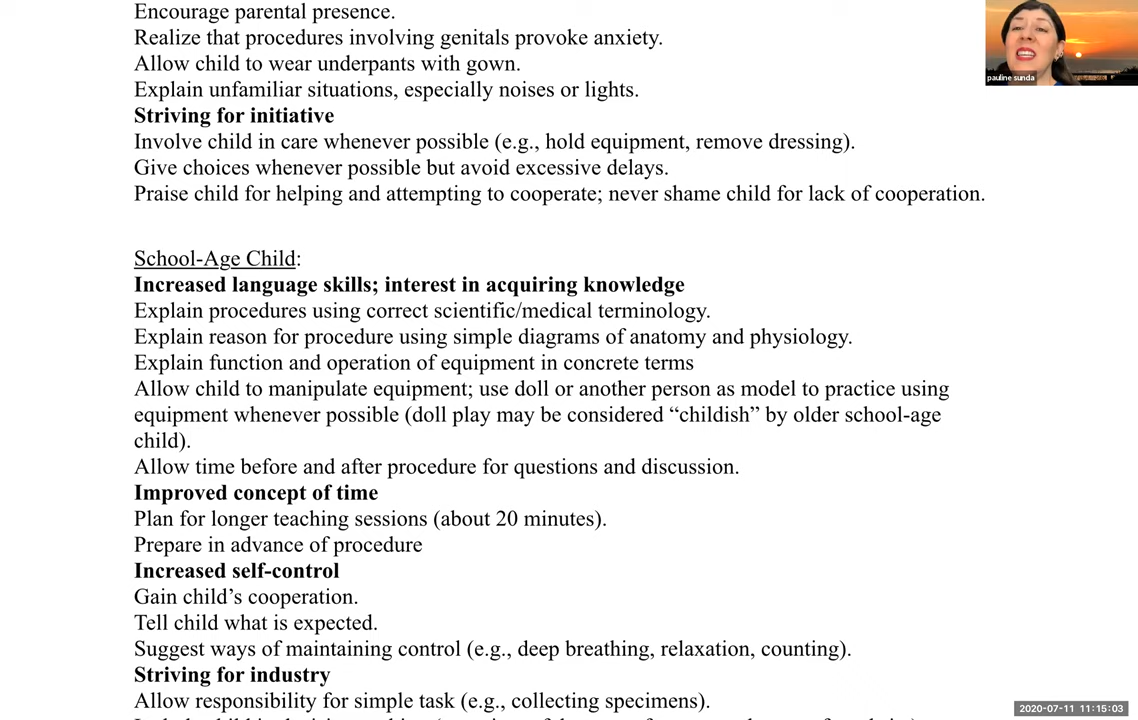 Encourage parental presence.
Realize that procedures involving genitals provoke anxiety.
Allow child to wear underpants with gown.
Explain unfamiliar situations, especially noises or lights.
Striving for initiative
Involve child in care whenever possible (e.g., hold equipment, remove dressing).
Give choices whenever possible but avoid excessive delays.
Praise child for helping and attempting to cooperate; never shame child for lack of cooperation.
School-Age Child:
Increased language skills; interest in acquiring knowledge
Explain procedures using correct scientific/medical terminology.
Explain reason for procedure using simple diagrams of anatomy and physiology.
Explain function and operation of equipment in concrete terms
Allow child to manipulate equipment; use doll or another person as model to practice using
equipment whenever possible (doll play may be considered “childish” by older school-age
child).
Allow time before and after procedure for questions and discussion.
Improved concept of time
Plan for longer teaching sessions (about 20 minutes).
Prepare in advance of procedure
Increased self-control
Gain child’s cooperation.
Tell child what is expected.
Suggest ways of maintaining control (e.g., deep breathing, relaxation, counting).
Striving for industry
Allow responsibility for simple task (e.g., collecting specimens).
pauline sunda
2020-07-11 11:15:03